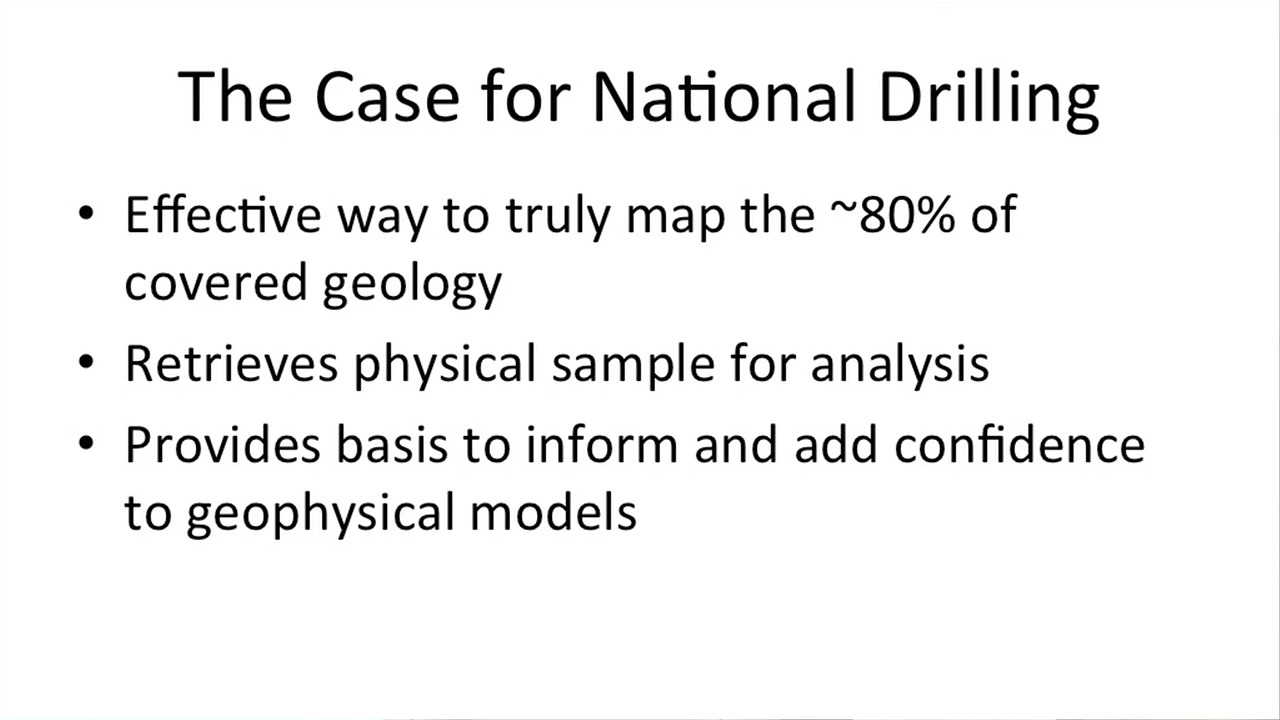 The Case for National Drilling
• Effective way to truly map the ~80% of
covered geology
• Retrieves physical sample for analysis
• Provides basis to inform and add confidence
to geophysical models